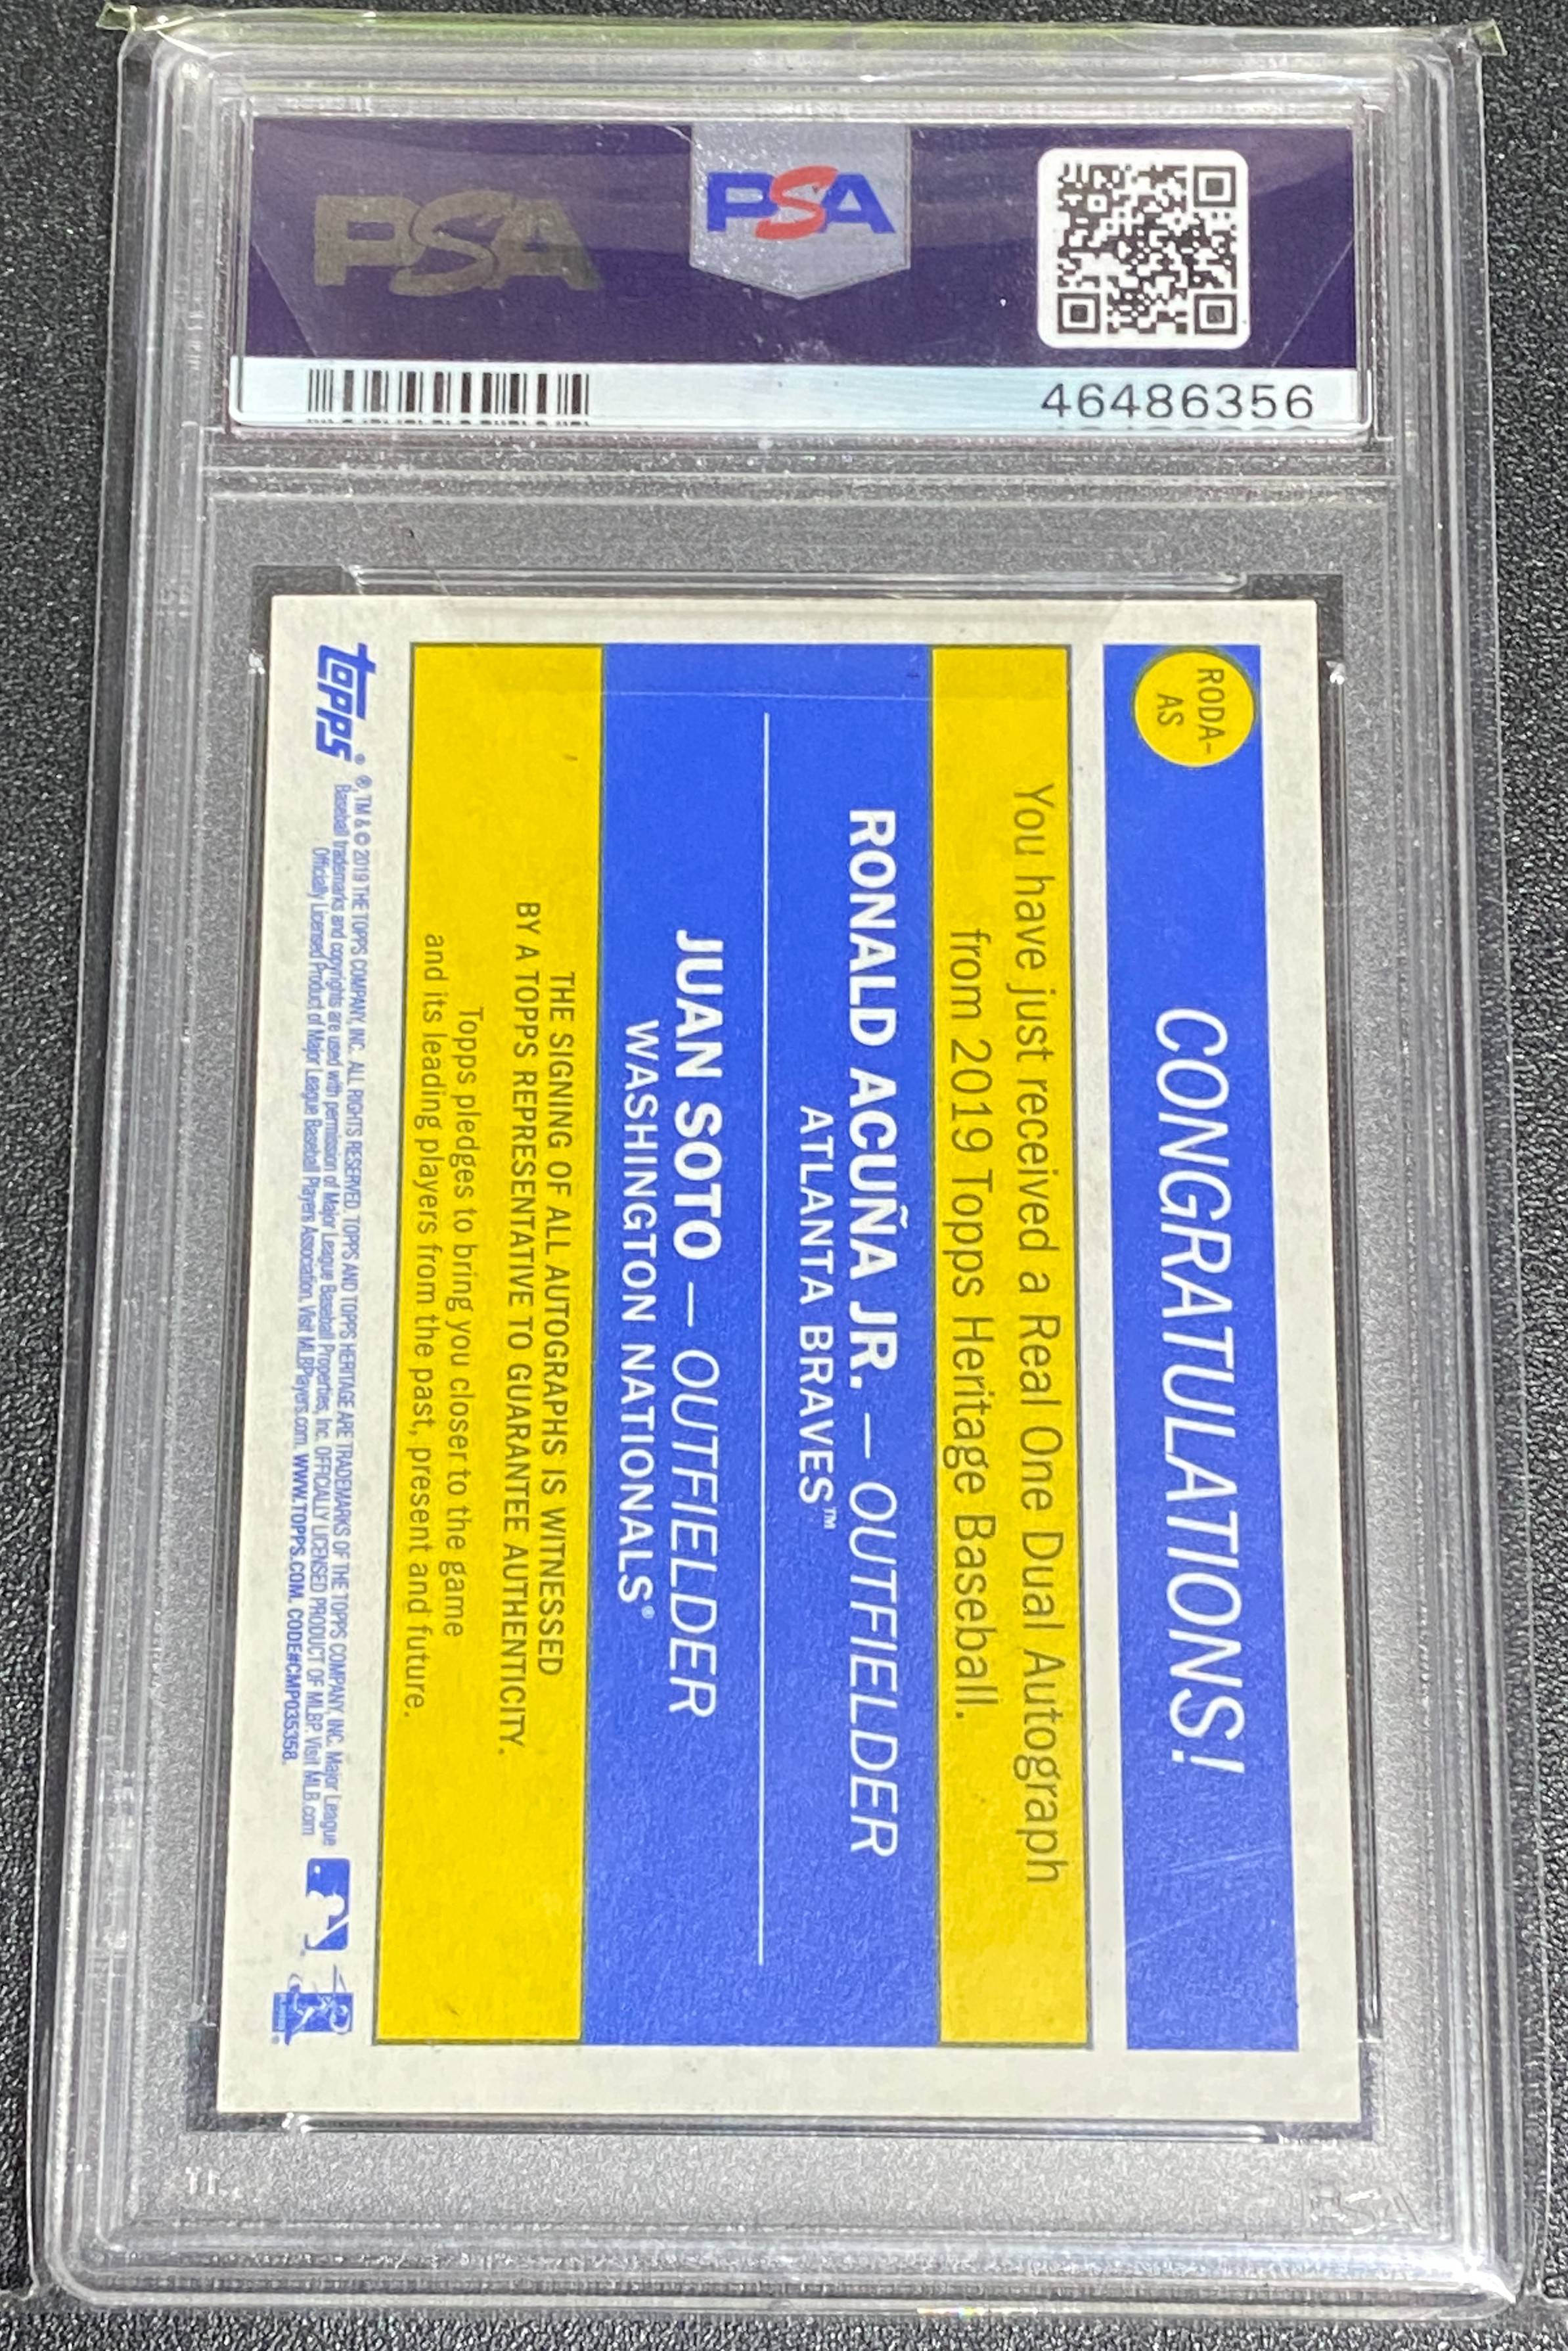 PSA
PSA
46486356
RODA-
AS
CONGRATULATIONS!
You have just received a Real One Dual Autograph
from 2019 Topps Heritage Baseball.
RONALD ACUÑA JR. — OUTFIELDER
ATLANTA BRAVES™
JUAN SOTO — OUTFIELDER
WASHINGTON NATIONALS®
THE SIGNING OF ALL AUTOGRAPHS IS WITNESSED
BY A TOPPS REPRESENTATIVE TO GUARANTEE AUTHENTICITY.
Topps pledges to bring you closer to the game
and its leading players from the past, present and future.
topps®
®, TM & © 2019 THE TOPPS COMPANY, INC. ALL RIGHTS RESERVED. TOPPS AND TOPPS HERITAGE ARE TRADEMARKS OF THE TOPPS COMPANY, INC. Major League
Baseball trademarks and copyrights are used with permission of Major League Baseball Properties, Inc. OFFICIALLY LICENSED PRODUCT OF MLBP. Visit MLB.com
Officially Licensed Product of Major League Baseball Players Association. Visit MLBPlayers.com. WWW.TOPPS.COM. CODE#CMP035358.
PSA